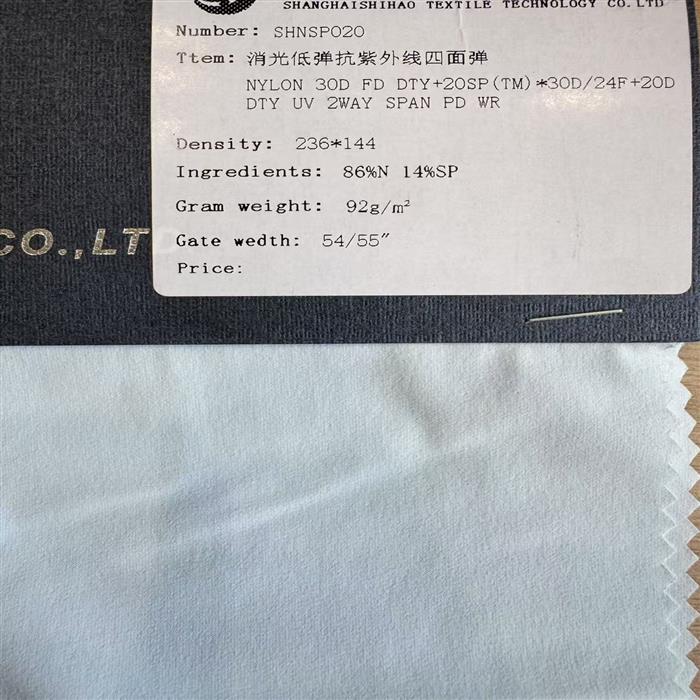 SHANGHAISHIHAO TEXTILE TECHNOLOGY CO.LTD
Number: SHNSP020
Ttem: 消光低弹抗紫外线四面弹
NYLON 30D FD DTY+20SP(TM)*30D/24F+20D
DTY UV 2WAY SPAN PD WR
Density: 236*144
Ingredients: 86%N 14%SP
Gram weight: 92g/m²
Gate wedth: 54/55″
Price:
CO.,LT